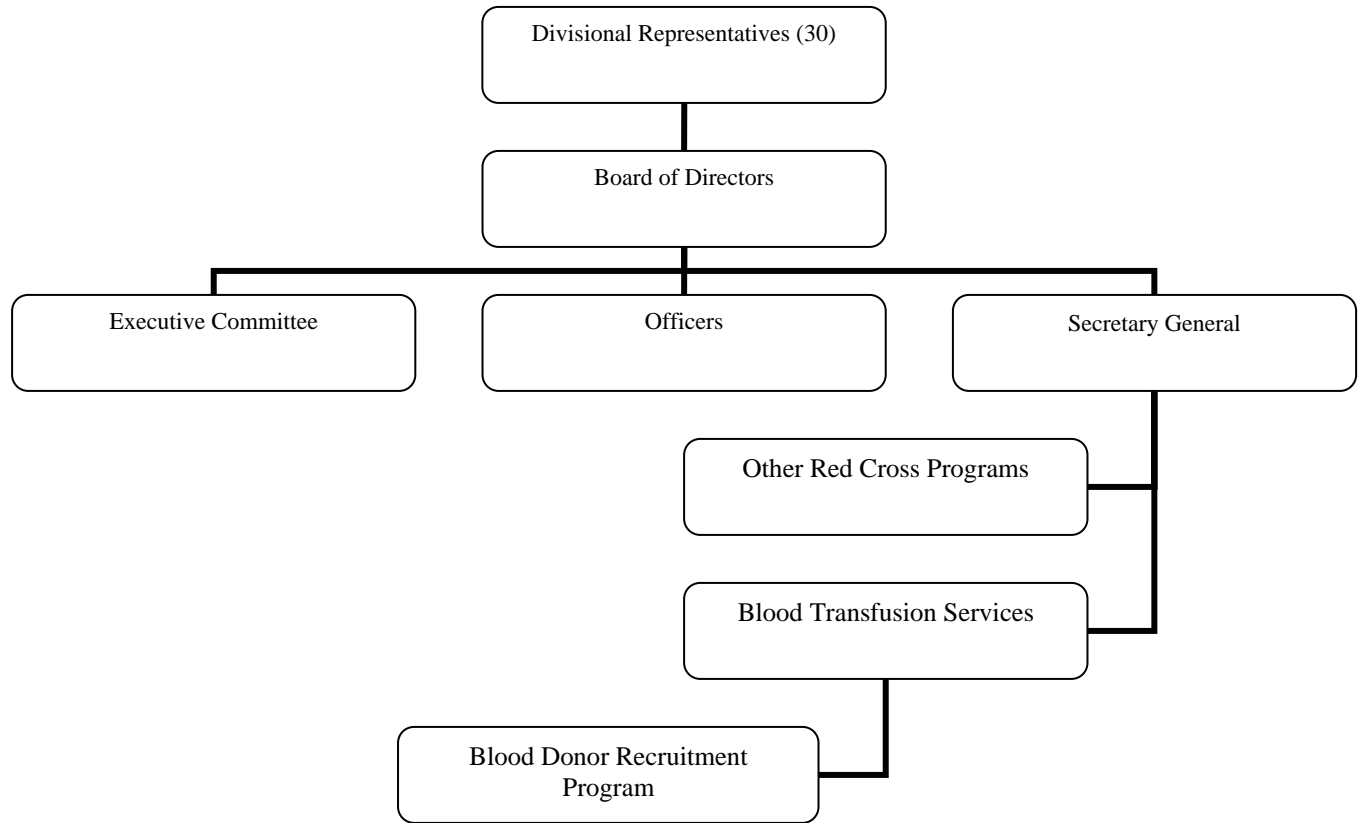 Divisional Representatives (30)
Board of Directors
Executive Committee
Officers
Secretary General
Other Red Cross Programs
Blood Transfusion Services
Blood Donor Recruitment
Program